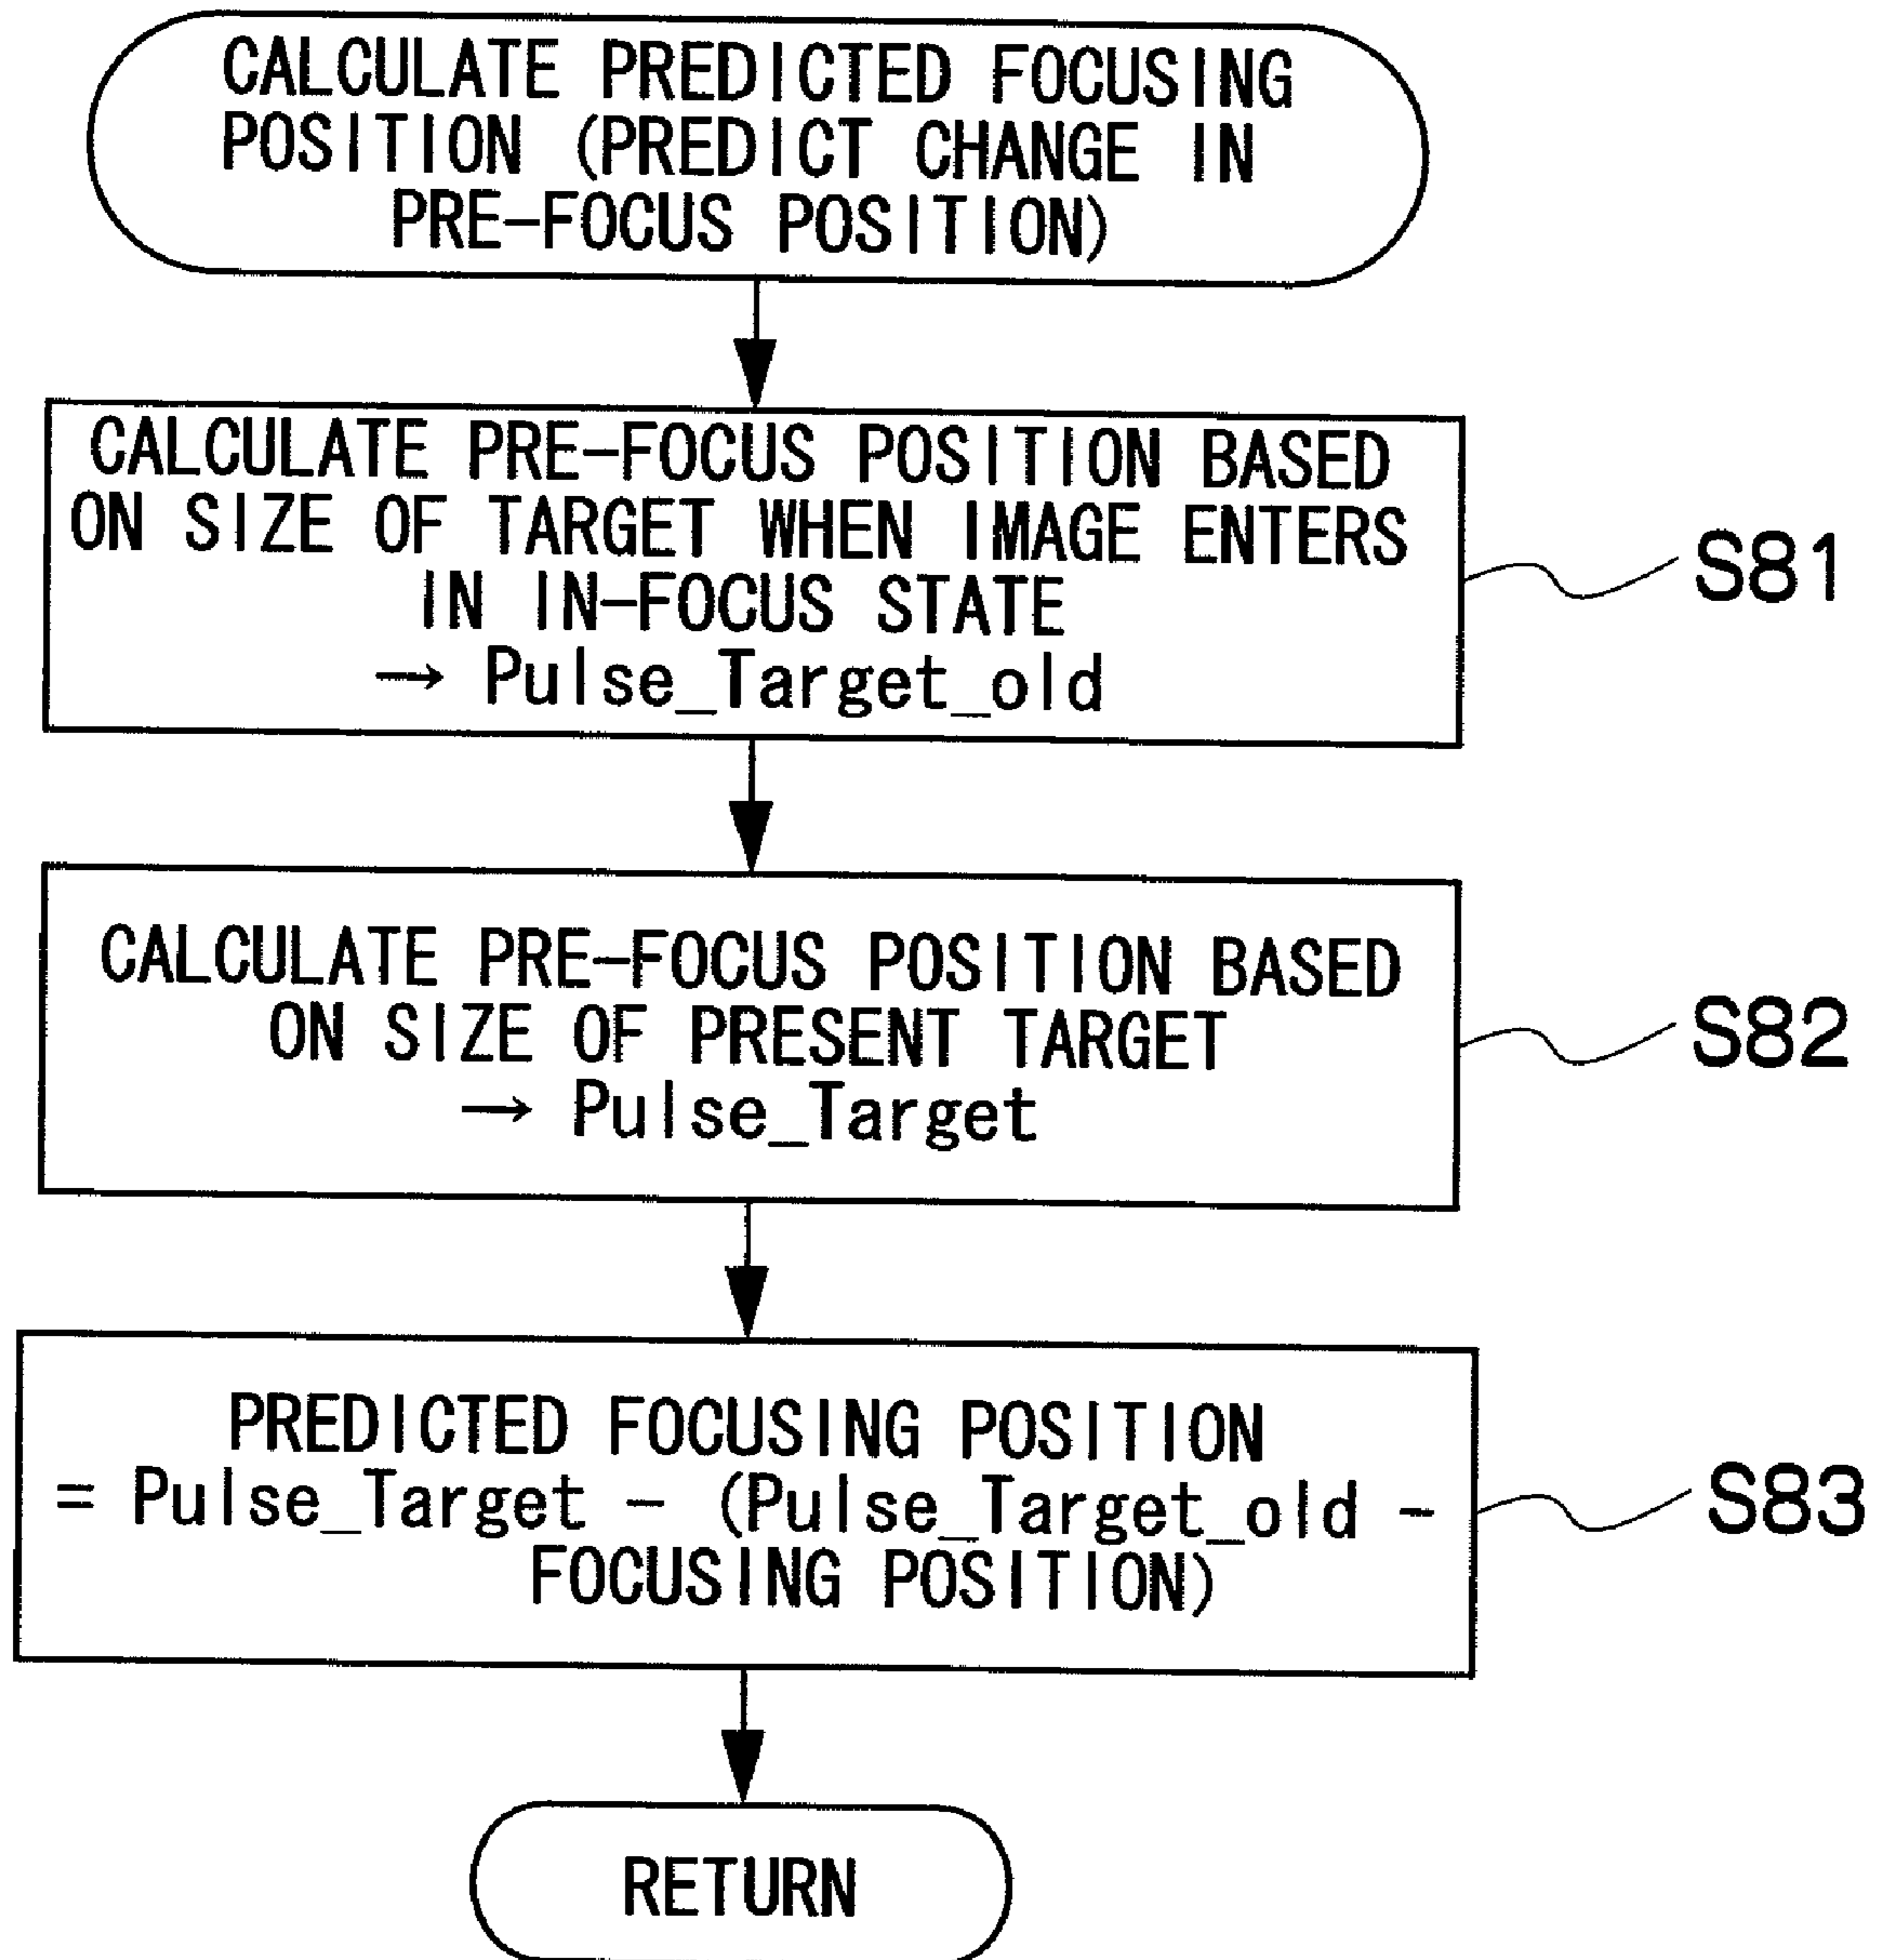 CALCULATE PREDICTED FOCUSING
POSITION (PREDICT CHANGE IN
PRE-FOCUS POSITION)
CALCULATE PRE-FOCUS POSITION BASED
ON SIZE OF TARGET WHEN IMAGE ENTERS
IN IN-FOCUS STATE
→ Pulse_Target_old
S81
CALCULATE PRE-FOCUS POSITION BASED
ON SIZE OF PRESENT TARGET
→ Pulse_Target
S82
PREDICTED FOCUSING POSITION
= Pulse_Target - (Pulse_Target_old -
FOCUSING POSITION)
S83
RETURN